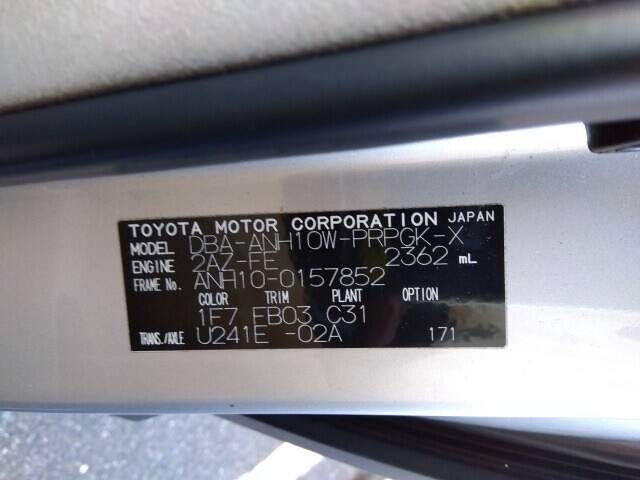 TOYOTA MOTOR CORPORATION JAPAN
MODEL DBA-ANH10W-PRPGK-X
ENGINE 2AZ-FE 2362 mL
FRAME No. ANH10-0157852
COLOR TRIM PLANT OPTION
1F7 FB03 C31
TRANS./AXLE U241E -02A 171